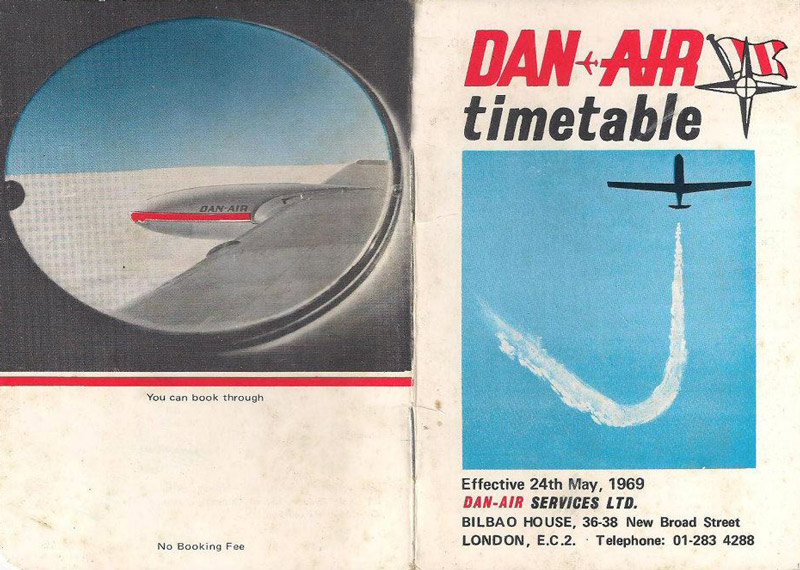 DAN-AIR
You can book through
No Booking Fee
DAN AIR
timetable
Effective 24th May, 1969
DAN-AIR SERVICES LTD.
BILBAO HOUSE, 36-38 New Broad Street
LONDON, E.C.2. Telephone: 01-283 4288